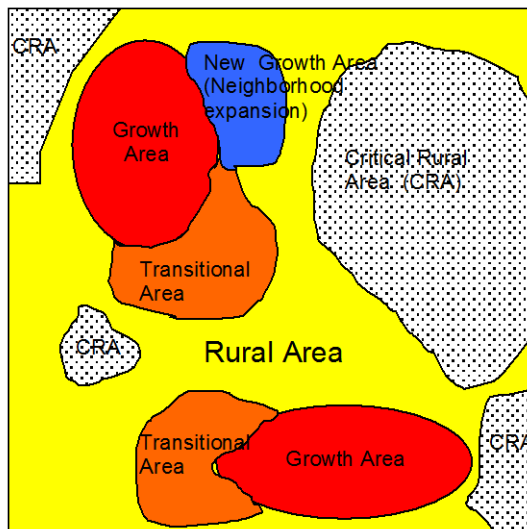 CRA
New Growth Area
(Neighborhood
expansion)
Growth
Area
Critical Rural
Area (CRA)
Transitional
Area
CRA
Rural Area
Transitional
Area
Growth Area
CRA